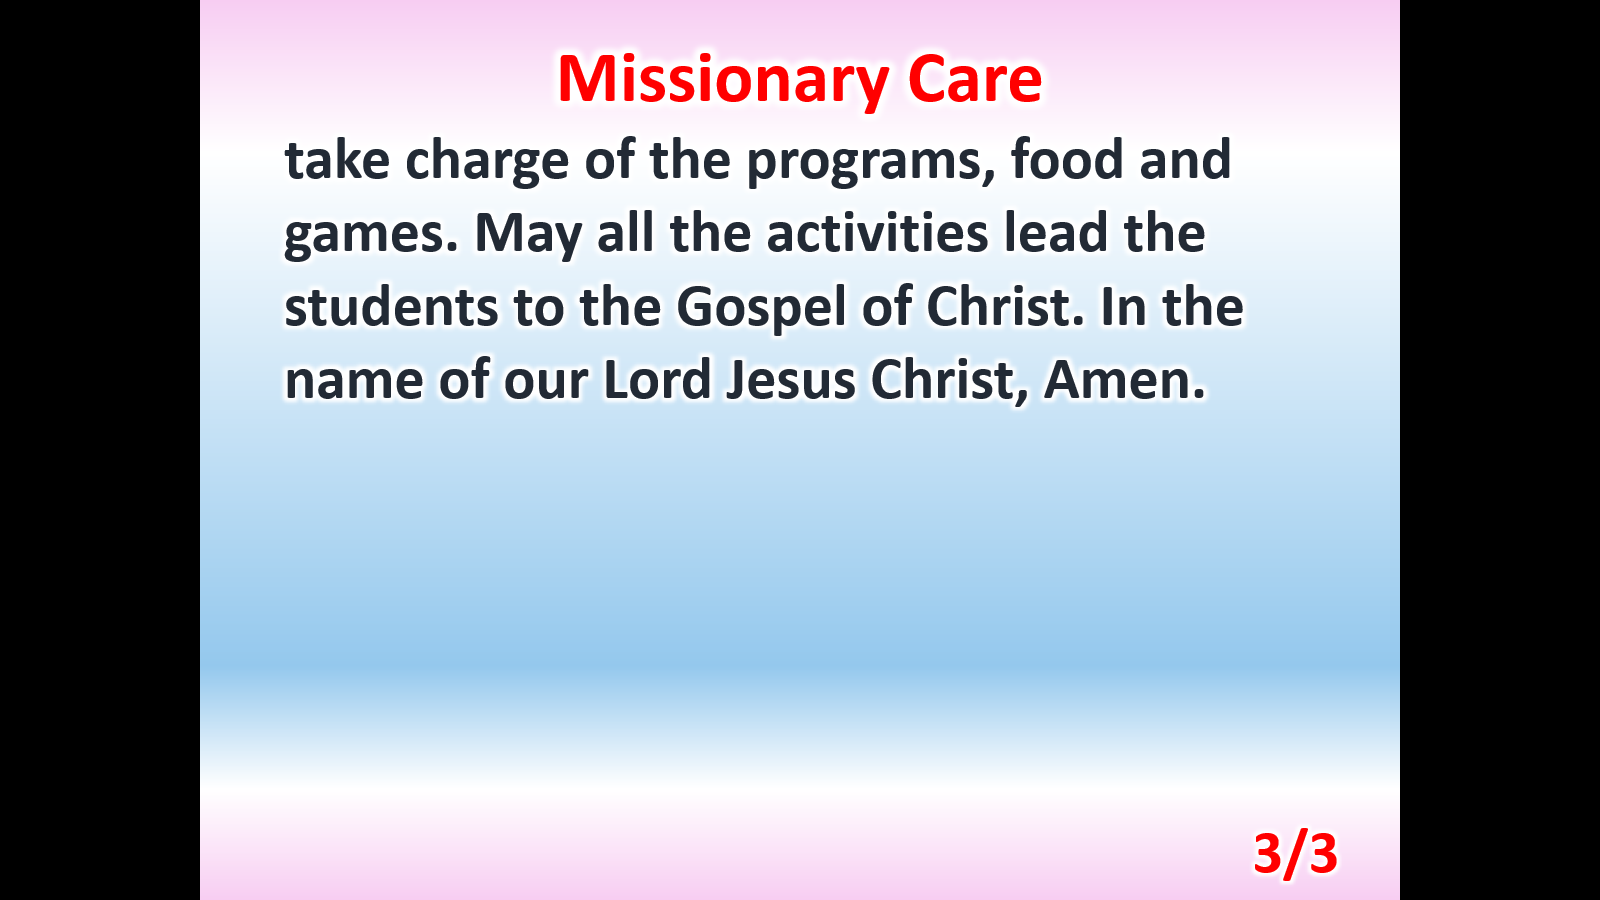 Missionary Care
take charge of the programs, food and
games. May all the activities lead the
students to the Gospel of Christ. In the
name of our Lord Jesus Christ, Amen.
3/3